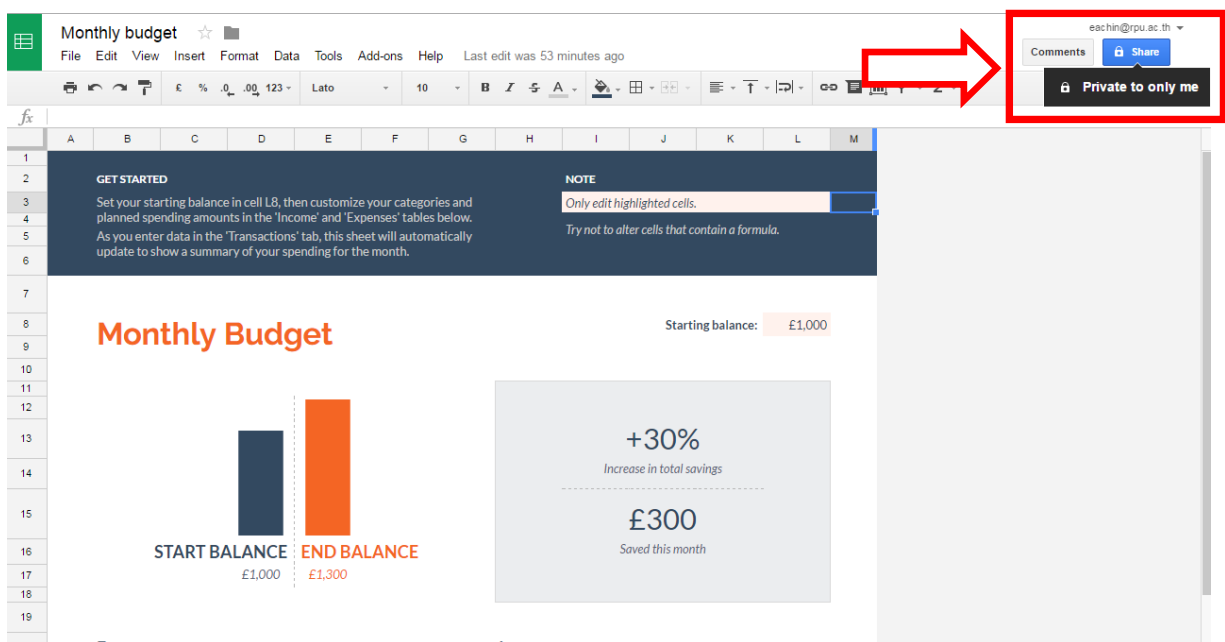 Monthly budget
eachin@rpu.ac.th
File Edit View Insert Format Data Tools Add-ons Help Last edit was 53 minutes ago
Comments Share
£ % .0 .00 123 Lato 10 B I S A
Private to only me
fx
A B C D E F G H I J K L M
1
2 GET STARTED NOTE
3 Set your starting balance in cell L8, then customize your categories and Only edit highlighted cells.
4 planned spending amounts in the 'Income' and 'Expenses' tables below.
5 As you enter data in the 'Transactions' tab, this sheet will automatically Try not to alter cells that contain a formula.
6 update to show a summary of your spending for the month.
7
8 Monthly Budget Starting balance: £1,000
9
10
11
12
13 +30%
14 Increase in total savings
15 £300
16 START BALANCE END BALANCE Saved this month
17 £1,000 £1,300
18
19